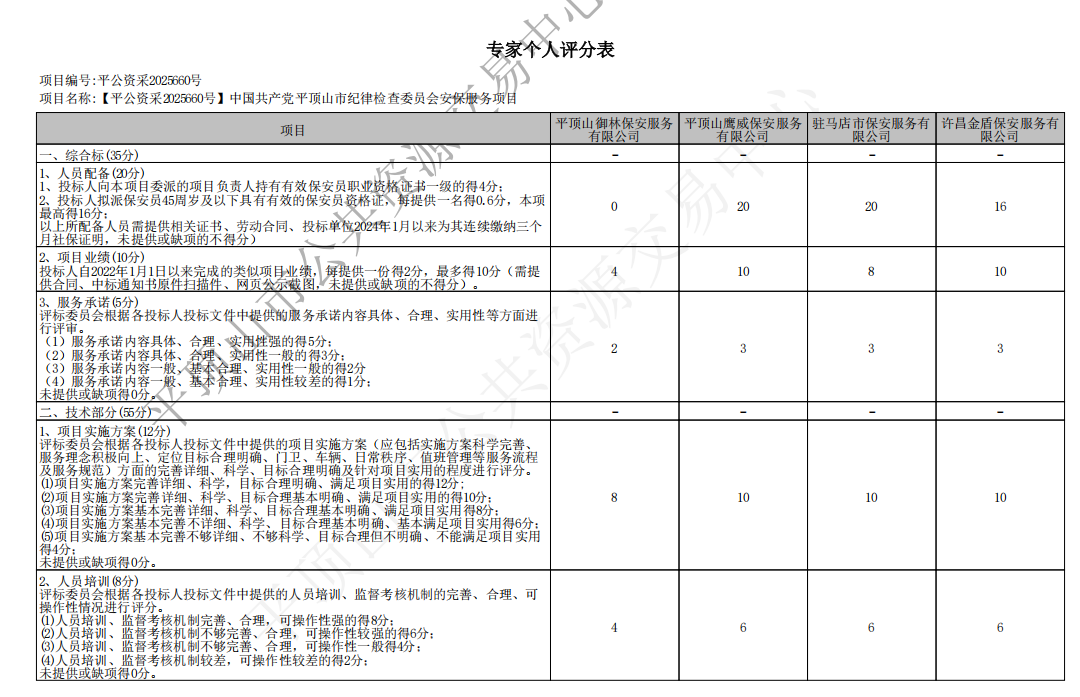 专家个人评分表
项目编号:平公资采2025660号
项目名称:【平公资采2025660号】中国共产党平顶山市纪律检查委员会安保服务项目
项目
平顶山御林保安服务
有限公司
平顶山鹰威保安服务
有限公司
驻马店市保安服务有
限公司
许昌金盾保安服务有
限公司
一、综合标(35分)
–
–
–
–
1、人员配备(20分)
1、投标人向本项目委派的项目负责人持有有效保安员职业资格证书一级的得4分;
2、投标人拟派保安员45周岁及以下具有有效的保安员资格证,每提供一名得0.6分,本项
最高得16分;
以上所配备人员需提供相关证书、劳动合同、投标单位2024年1月以来为其连续缴纳三个
月社保证明,未提供或缺项的不得分)
0
20
20
16
2、项目业绩(10分)
投标人自2022年1月1日以来完成的类似项目业绩,每提供一份得2分,最多得10分(需提
供合同、中标通知书原件扫描件、网页公示截图,未提供或缺项的不得分)。
4
10
8
10
3、服务承诺(5分)
评标委员会根据各投标人投标文件中提供的服务承诺内容具体、合理、实用性等方面进
行评审。
(1)服务承诺内容具体、合理、实用性强的得5分;
(2)服务承诺内容具体、合理、实用性一般的得3分;
(3)服务承诺内容一般、基本合理、实用性一般的得2分
(4)服务承诺内容一般、基本合理、实用性较差的得1分;
未提供或缺项得0分。
2
3
3
3
二、技术部分(55分)
–
–
–
–
1、项目实施方案(12分)
评标委员会根据各投标人投标文件中提供的项目实施方案(应包括实施方案科学完善、
服务理念积极向上、定位目标合理明确、门卫、车辆、日常秩序、值班管理等服务流程
及服务规范)方面的完善详细、科学、目标合理明确及针对项目实用的程度进行评分。
(1)项目实施方案完善详细、科学,目标合理明确、满足项目实用的得12分;
(2)项目实施方案完善详细、科学、目标合理基本明确、满足项目实用的得10分;
(3)项目实施方案基本完善详细、科学、目标合理基本明确、满足项目实用得8分;
(4)项目实施方案基本完善不详细、科学、目标合理基本明确、基本满足项目实用得6分;
(5)项目实施方案基本完善不够详细、不够科学、目标合理但不明确、不能满足项目实用
得4分;
未提供或缺项得0分。
8
10
10
10
2、人员培训(8分)
评标委员会根据各投标人投标文件中提供的人员培训、监督考核机制的完善、合理、可
操作性情况进行评分。
(1)人员培训、监督考核机制完善、合理,可操作性强的得8分;
(2)人员培训、监督考核机制不够完善、合理,可操作性较强的得6分;
(3)人员培训、监督考核机制不够完善、合理,可操作性一般得4分;
(4)人员培训、监督考核机制较差,可操作性较差的得2分;
未提供或缺项得0分。
4
6
6
6
平顶山市公共资源交易中心
平顶山市公共资源交易中心